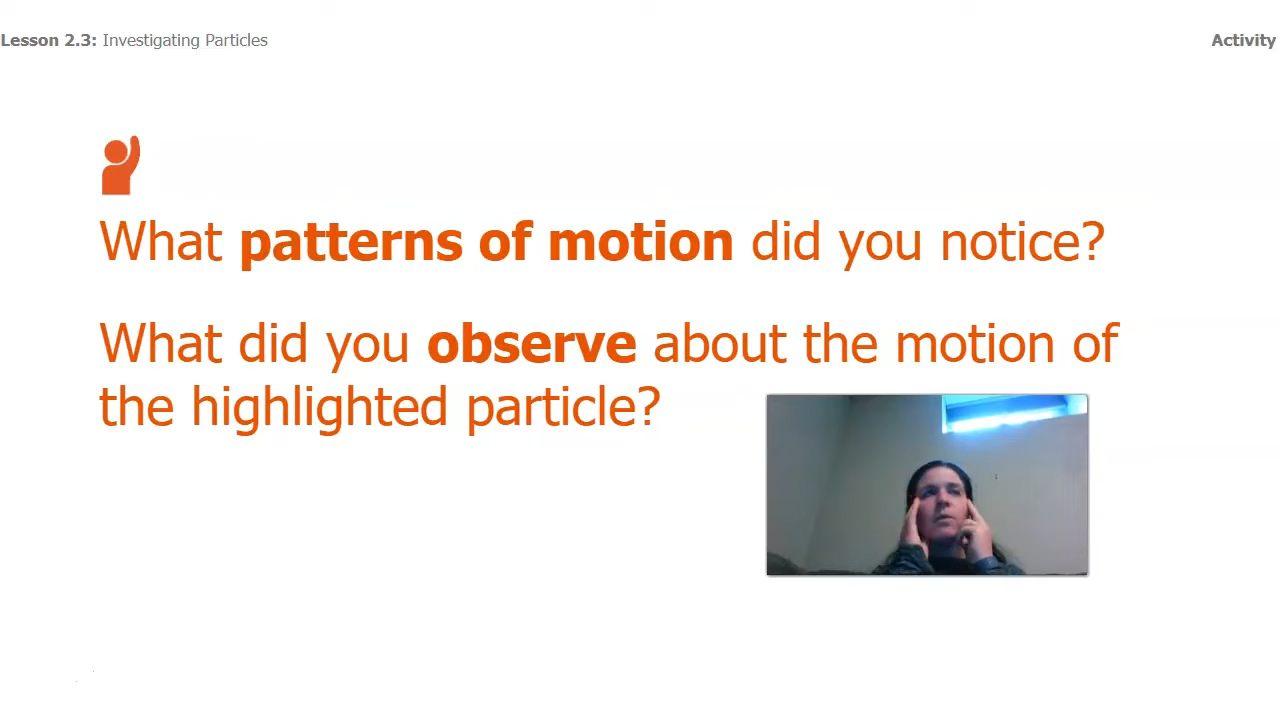 Lesson 2.3: Investigating Particles
Activity
What patterns of motion did you notice?
What did you observe about the motion of
the highlighted particle?